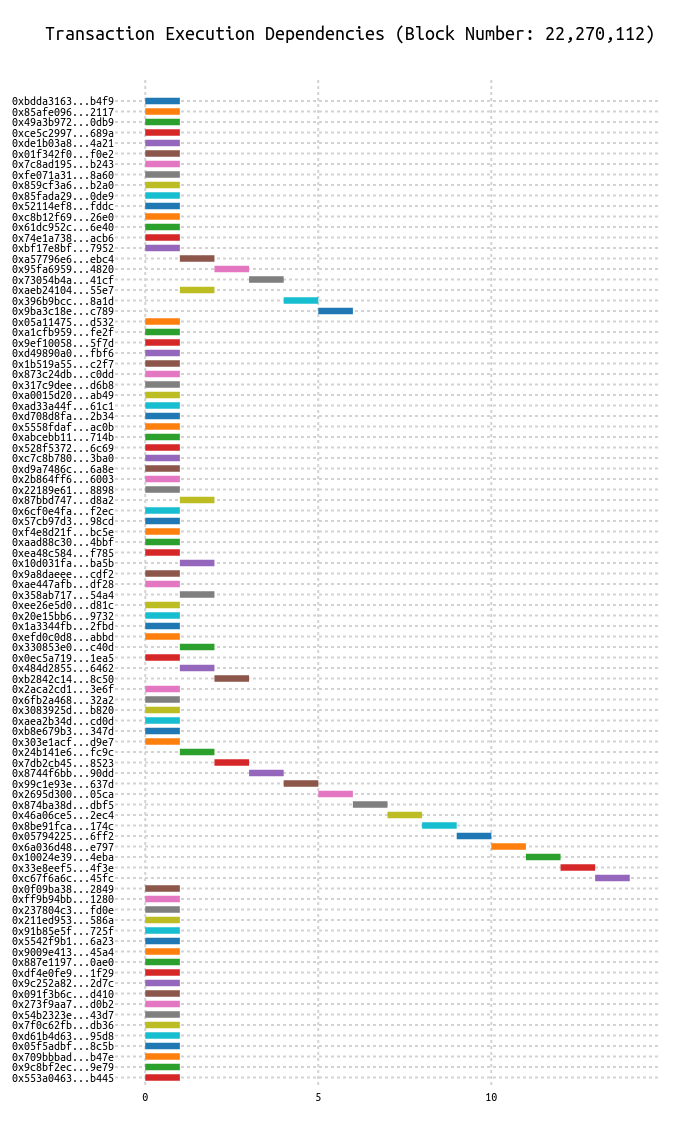 Transaction Execution Dependencies (Block Number: 22,270,112)
0xbdda3163...b4f9
0x85afe096...2117
0x49a3b972...0db9
0xce5c2997...689a
0xde1b03a8...4a21
0x01f342f0...f0e2
0x7c8ad195...b243
0xfe071a31...8a60
0x859cf3a6...b2a0
0x85fada29...0de9
0x52114ef8...fddc
0xc8b12f69...26e0
0x61dc952c...6e40
0x74e1a738...acb6
0xbf17e8bf...7952
0xa57796e6...ebc4
0x95fa6959...4820
0x73054b4a...41cf
0xaeb24104...55e7
0x396b9bcc...8a1d
0x9ba3c18e...c789
0x05a11475...d532
0xa1cfb959...fe2f
0x9ef10058...5f7d
0xd49890a0...fbf6
0x1b519a55...c2f7
0x873c24db...c0dd
0x317c9dee...d6b8
0xa0015d20...ab49
0xad33a44f...61c1
0xd708d8fa...2b34
0x5558fdaf...ac0b
0xabcebb11...714b
0x528f5372...6c69
0xc7c8b780...3ba0
0xd9a7486c...6a8e
0x2b864ff6...6003
0x22189e61...8898
0x87bbd747...d8a2
0x6cf0e4fa...f2ec
0x57cb97d3...98cd
0xf4e8d21f...bc5e
0xaad88c30...4bbf
0xea48c584...f785
0x10d031fa...ba5b
0x9a8daeee...cdf2
0xae447afb...df28
0x358ab717...54a4
0xee26e5d0...d81c
0x20e15bb6...9732
0x1a3344fb...2fbd
0xefd0c0d8...abbd
0x330853e0...c40d
0x0ec5a719...1ea5
0x484d2855...6462
0xb2842c14...8c50
0x2aca2cd1...3e6f
0x6fb2a468...32a2
0x3083925d...b820
0xaea2b34d...cd0d
0xb8e679b3...347d
0x303e1acf...d9e7
0x24b141e6...fc9c
0x7db2cb45...8523
0x8744f6bb...90dd
0x99c1e93e...637d
0x2695d300...05ca
0x874ba38d...dbf5
0x46a06ce5...2ec4
0x8be91fca...174c
0x05794225...6ff2
0x6a036d48...e797
0x10024e39...4eba
0x33e8eef5...4f3e
0xc67f6a6c...45fc
0x0f09ba38...2849
0xff9b94bb...1280
0x237804c3...fd0e
0x211ed953...586a
0x91b85e5f...725f
0x5542f9b1...6a23
0x9009e413...45a4
0x887e1197...0ae0
0xdf4e0fe9...1f29
0x9c252a82...2d7c
0x091f3b6c...d410
0x273f9aa7...d0b2
0x54b2323e...43d7
0x7f0c62fb...db36
0xd61b4d63...95d8
0x05f5adbf...8c5b
0x709bbbad...b47e
0x9c8bf2ec...9e79
0x553a0463...b445
0 5 10